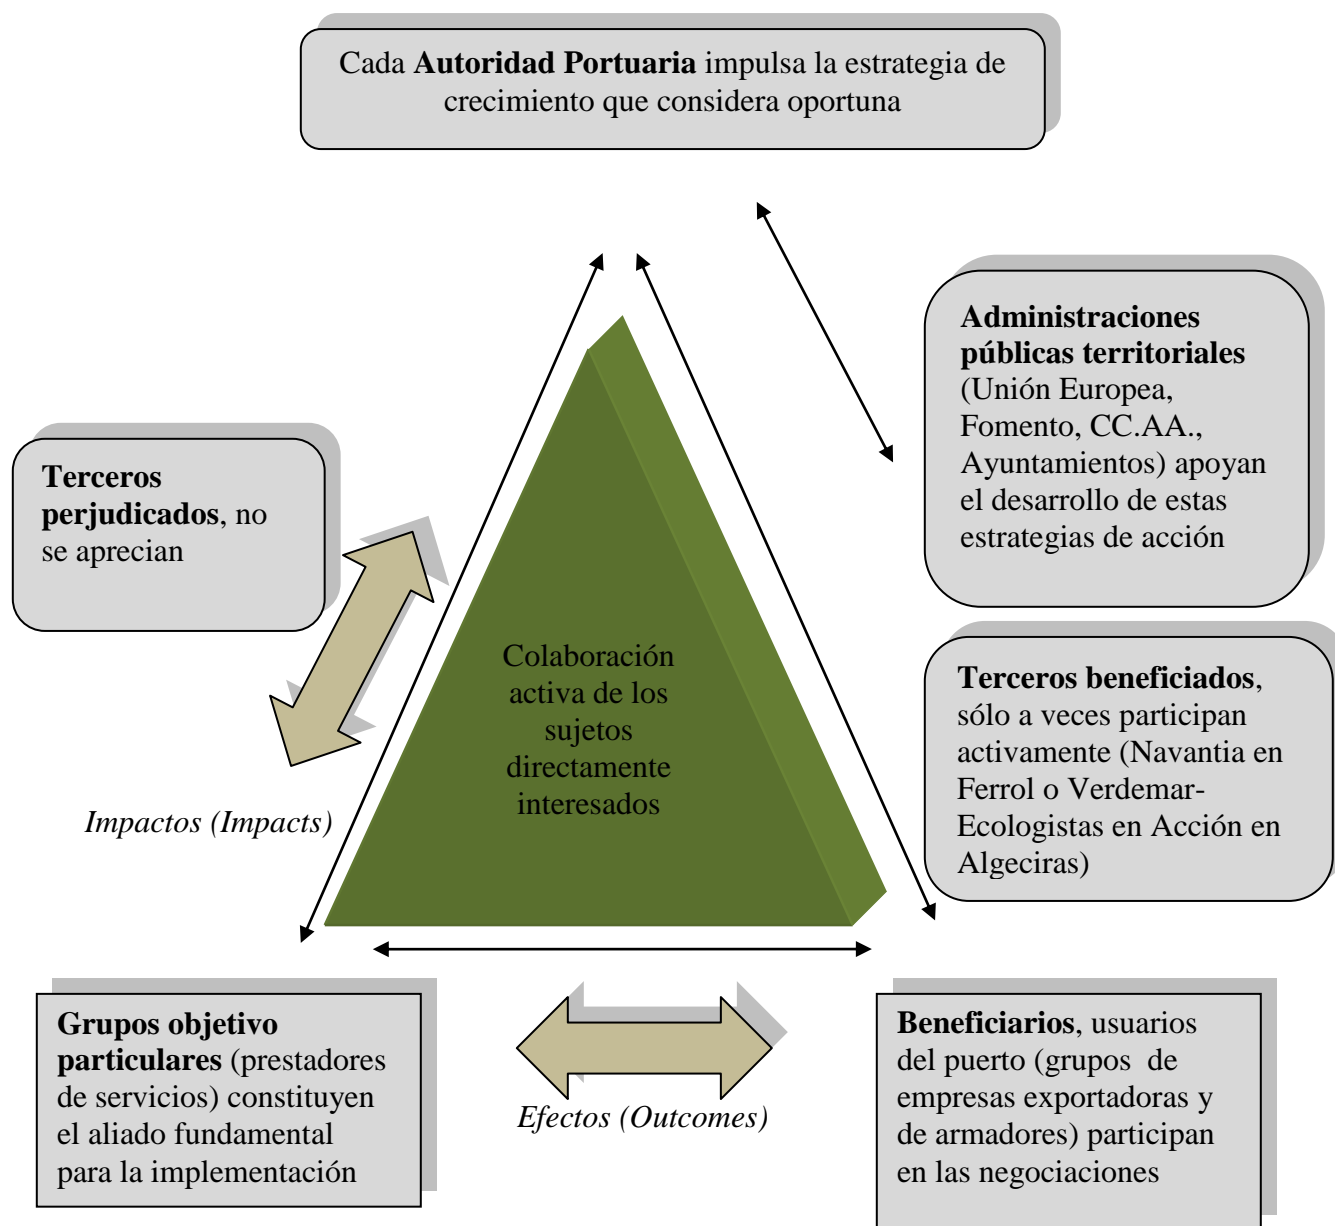 Cada Autoridad Portuaria impulsa la estrategia de
crecimiento que considera oportuna
Administraciones
públicas territoriales
(Unión Europea,
Fomento, CC.AA.,
Ayuntamientos) apoyan
el desarrollo de estas
estrategias de acción
Terceros
perjudicados, no
se aprecian
Colaboración
activa de los
sujetos
directamente
interesados
Terceros beneficiados,
sólo a veces participan
activamente (Navantia en
Ferrol o Verdemar-
Ecologistas en Acción en
Algeciras)
Impactos (Impacts)
Grupos objetivo
particulares (prestadores
de servicios) constituyen
el aliado fundamental
para la implementación
Efectos (Outcomes)
Beneficiarios, usuarios
del puerto (grupos de
empresas exportadoras y
de armadores) participan
en las negociaciones